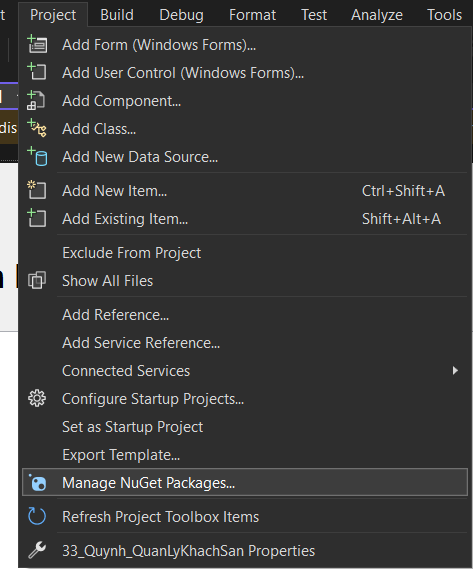 Project Build Debug Format Test Analyze Tools
Add Form (Windows Forms)...
Add User Control (Windows Forms)...
Add Component...
Add Class...
Add New Data Source...
Add New Item... Ctrl+Shift+A
Add Existing Item... Shift+Alt+A
Exclude From Project
Show All Files
Add Reference...
Add Service Reference...
Connected Services
Configure Startup Projects...
Set as Startup Project
Export Template...
Manage NuGet Packages...
Refresh Project Toolbox Items
33_Quynh_QuanLyKhachSan Properties